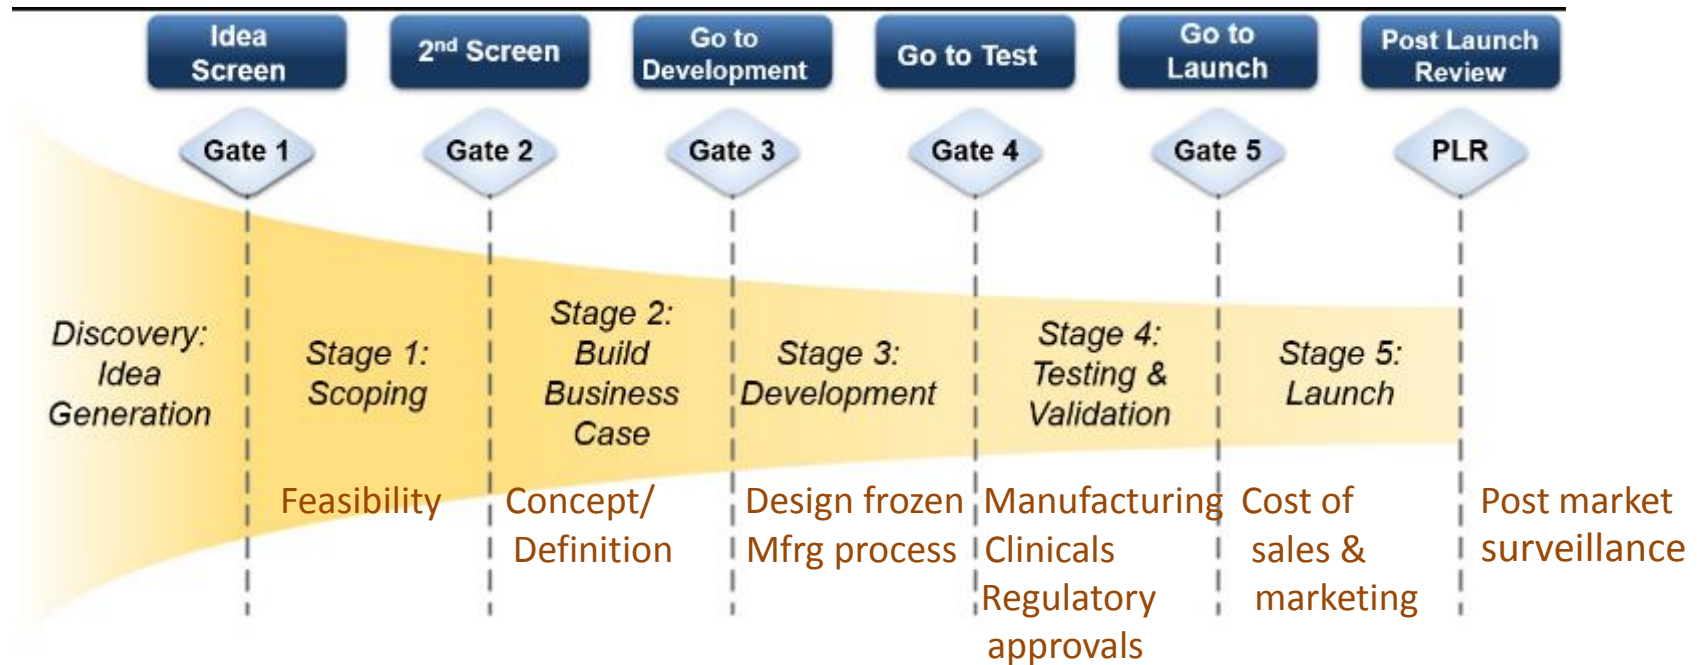 Idea
Screen
2nd Screen
Go to
Development
Go to Test
Go to
Launch
Post Launch
Review
Gate 1
Gate 2
Gate 3
Gate 4
Gate 5
PLR
Discovery:
Idea
Generation
Stage 1:
Scoping
Stage 2:
Build
Business
Case
Stage 3:
Development
Stage 4:
Testing &
Validation
Stage 5:
Launch
Feasibility
Concept/
Definition
Design frozen
Mfrg process
Manufacturing
Clinicals
Regulatory
approvals
Cost of
sales &
marketing
Post market
surveillance